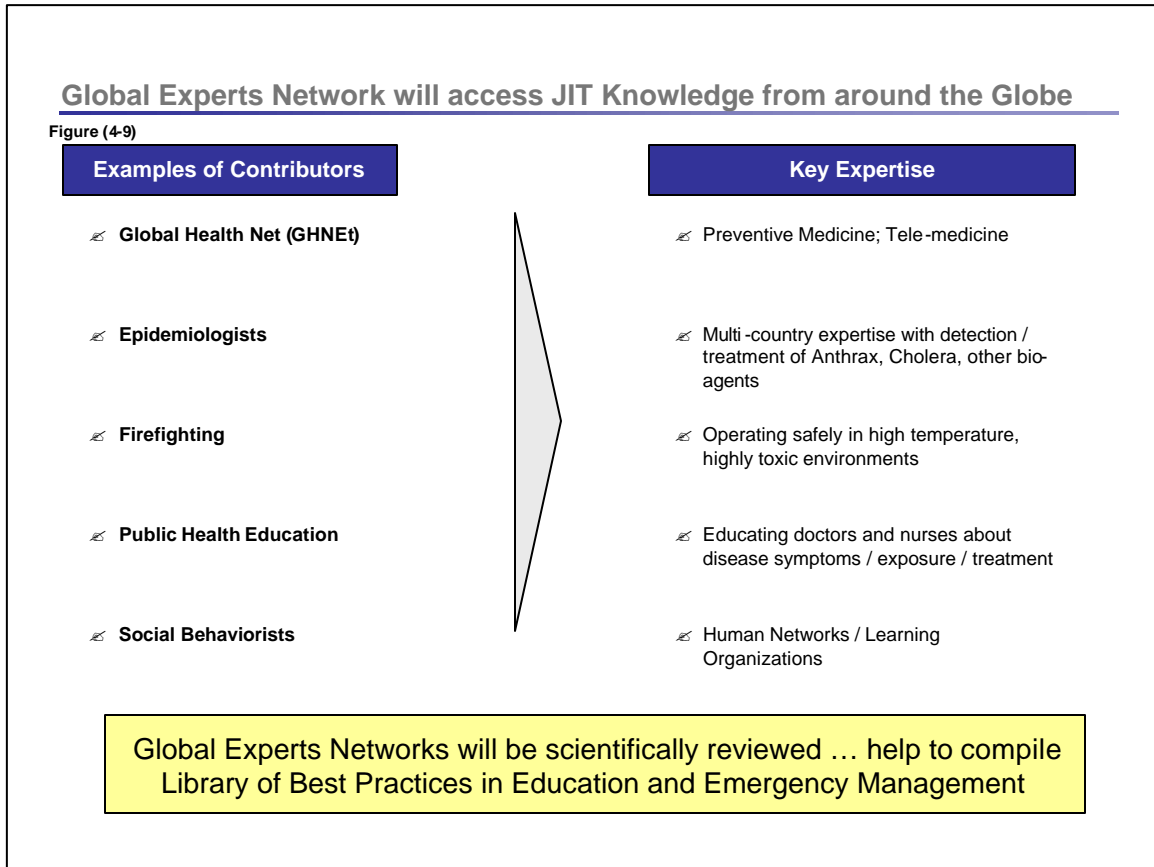 Global Experts Network will access JIT Knowledge from around the Globe
Figure (4-9)
Examples of Contributors
Key Expertise
Global Health Net (GHNEt)
Preventive Medicine; Tele-medicine
Epidemiologists
Multi-country expertise with detection /
treatment of Anthrax, Cholera, other bio-
agents
Firefighting
Operating safely in high temperature,
highly toxic environments
Public Health Education
Educating doctors and nurses about
disease symptoms / exposure / treatment
Social Behaviorists
Human Networks / Learning
Organizations
Global Experts Networks will be scientifically reviewed … help to compile
Library of Best Practices in Education and Emergency Management